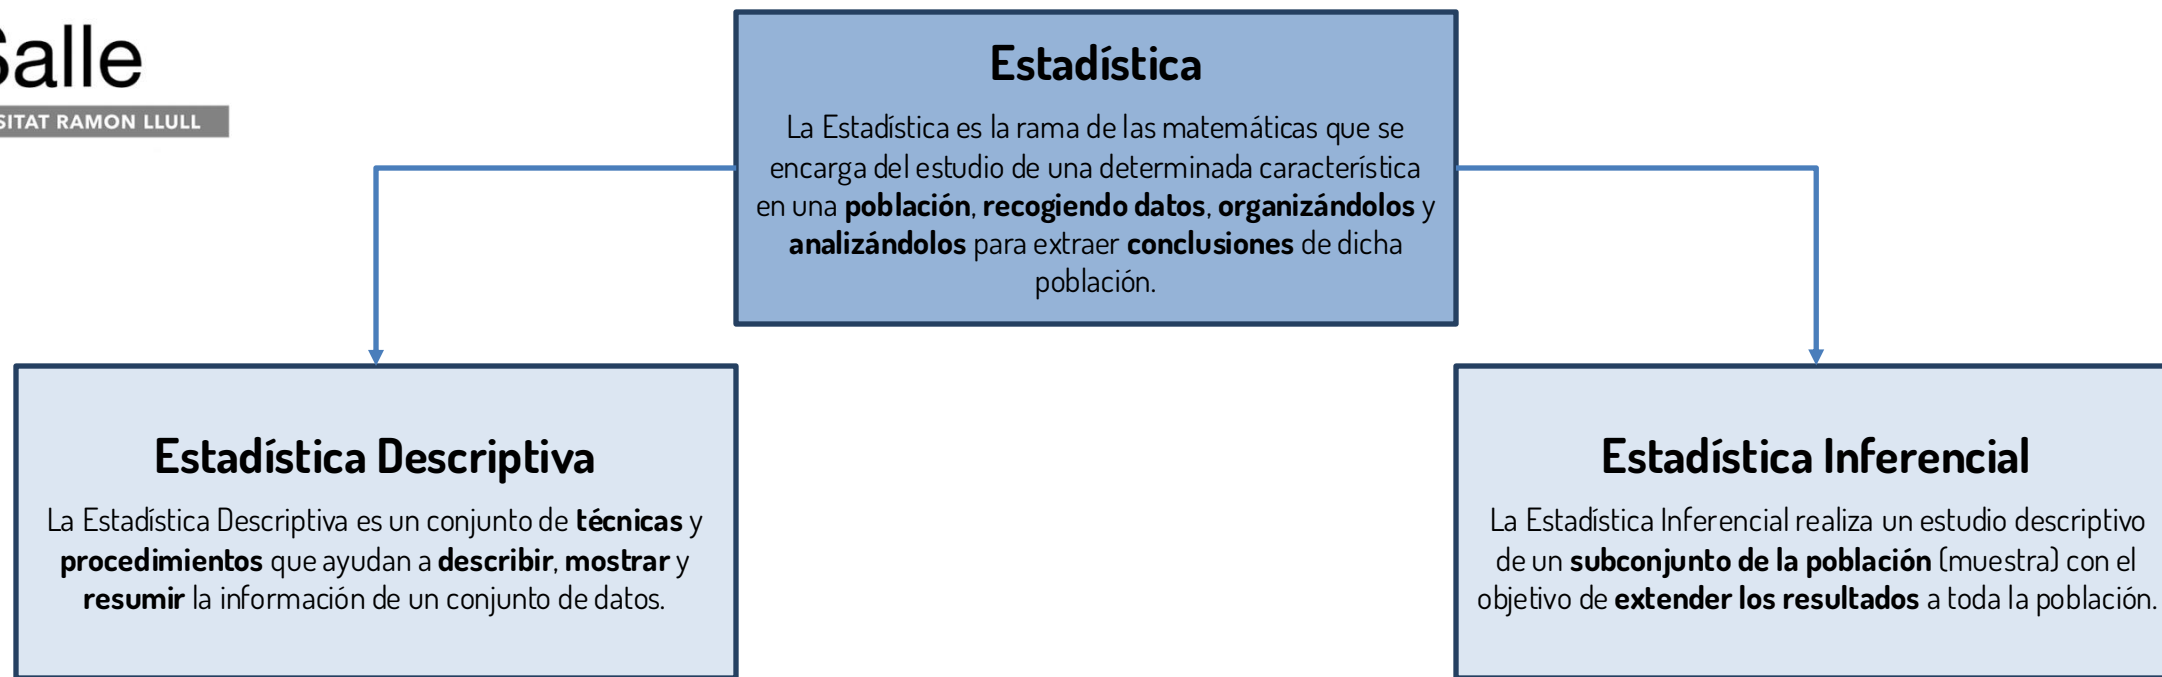 Salle
SITAT RAMON LLULL
Estadística
La Estadística es la rama de las matemáticas que se
encarga del estudio de una determinada característica
en una población, recogiendo datos, organizándolos y
analizándolos para extraer conclusiones de dicha
población.
Estadística Descriptiva
La Estadística Descriptiva es un conjunto de técnicas y
procedimientos que ayudan a describir, mostrar y
resumir la información de un conjunto de datos.
Estadística Inferencial
La Estadística Inferencial realiza un estudio descriptivo
de un subconjunto de la población (muestra) con el
objetivo de extender los resultados a toda la población.